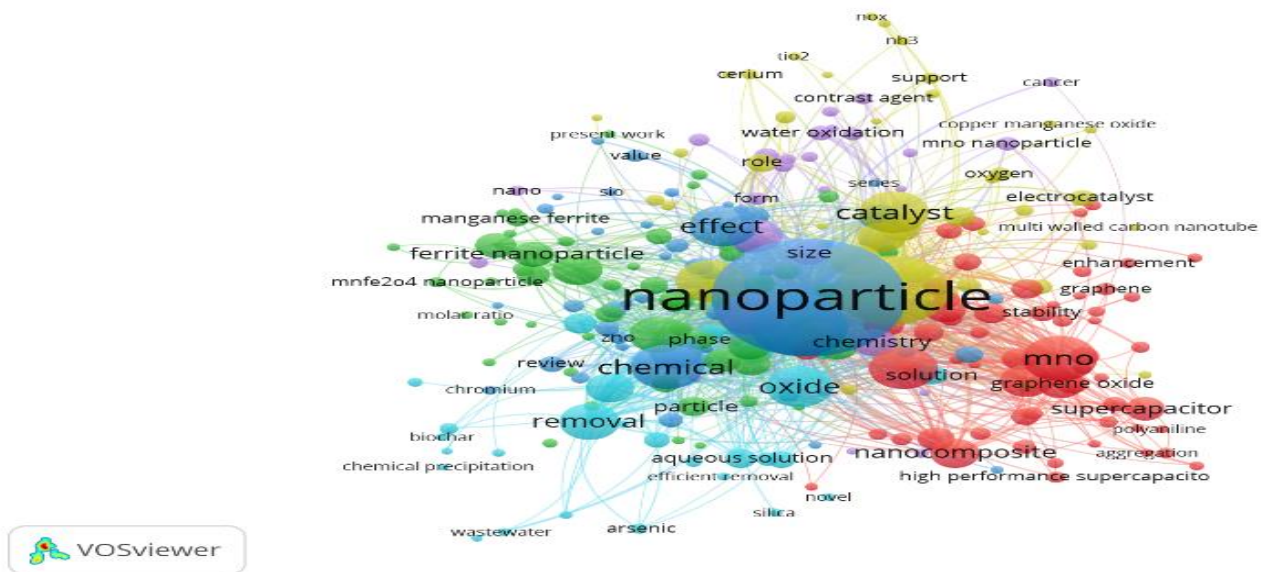 nox
nh3
tio2
cerium
support
cancer
contrast agent
copper manganese oxide
present work
water oxidation
mno nanoparticle
value
role
oxygen
series
nano
sio
form
electrocatalyst
manganese ferrite
effect
catalyst
multi walled carbon nanotube
ferrite nanoparticle
size
enhancement
mnfe2o4 nanoparticle
nanoparticle
graphene
molar ratio
stability
zno
phase
chemistry
review
chemical
mno
solution
chromium
oxide
graphene oxide
particle
supercapacitor
removal
polyaniline
biochar
aqueous solution
nanocomposite
aggregation
chemical precipitation
efficient removal
high performance supercapacito
novel
silica
wastewater
arsenic
VOSviewer